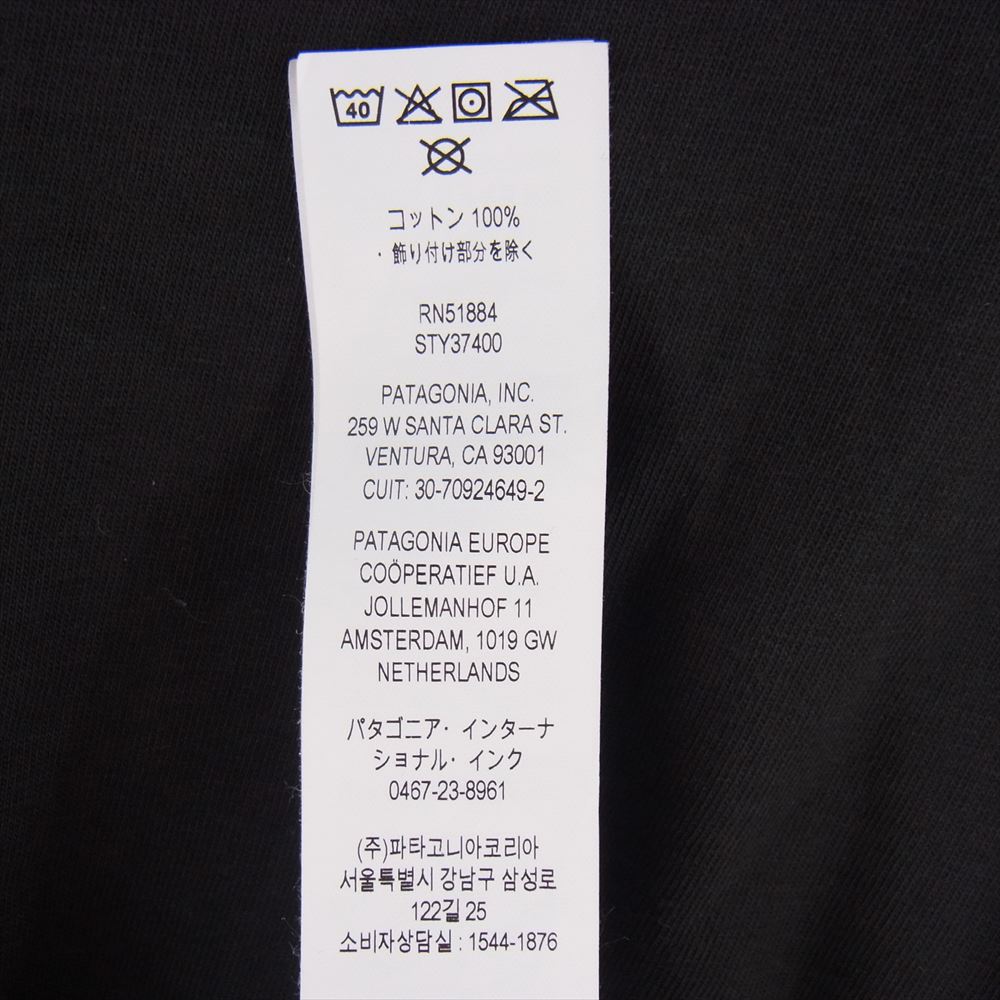 40
コットン 100%
・飾り付け部分を除く
RN51884
STY37400
PATAGONIA, INC.
259 W SANTA CLARA ST.
VENTURA, CA 93001
CUIT: 30-70924649-2
PATAGONIA EUROPE
COÖPERATIEF U.A.
JOLLEMANHOF 11
AMSTERDAM, 1019 GW
NETHERLANDS
パタゴニア・インターナ
ショナル・インク
0467-23-8961
(주)파타고니아코리아
서울특별시 강남구 삼성로
122길 25
소비자상담실 : 1544-1876